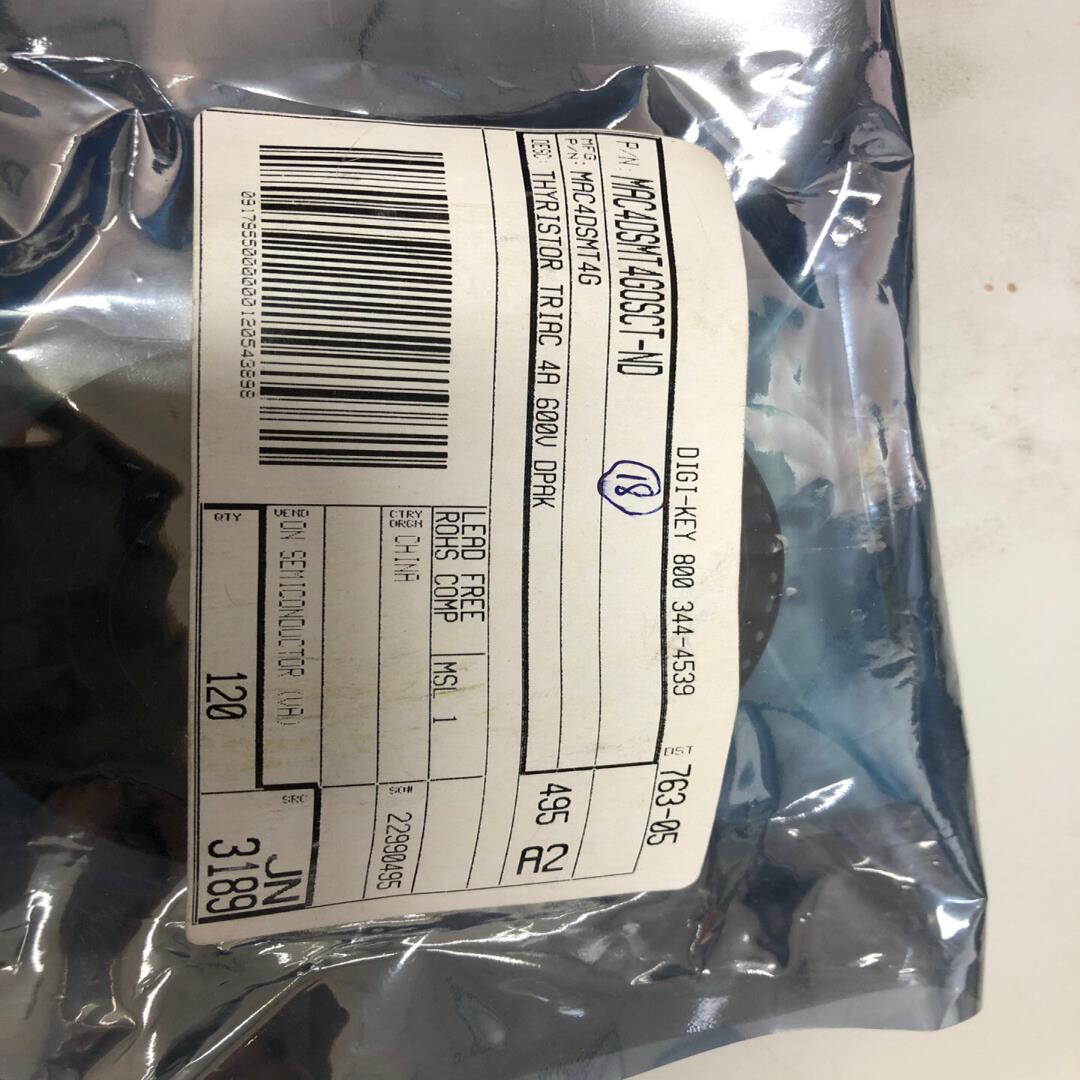 DIGI-KEY 800 344-4539
DST 763-05
P/N: MAC4DSMT4GOSCT-ND
18
MFG.
P/N: MAC4DSMT4G
DESC: THYRISTOR TRIAC 4A 600V DPAK
495
A2
LEAD FREE
ROHS COMP
MSL 1
CTRY
ORGN CHINA
SO# 22990495
VEND ON SEMICONDUCTOR (VA)
QTY 120
SRC JN
3189